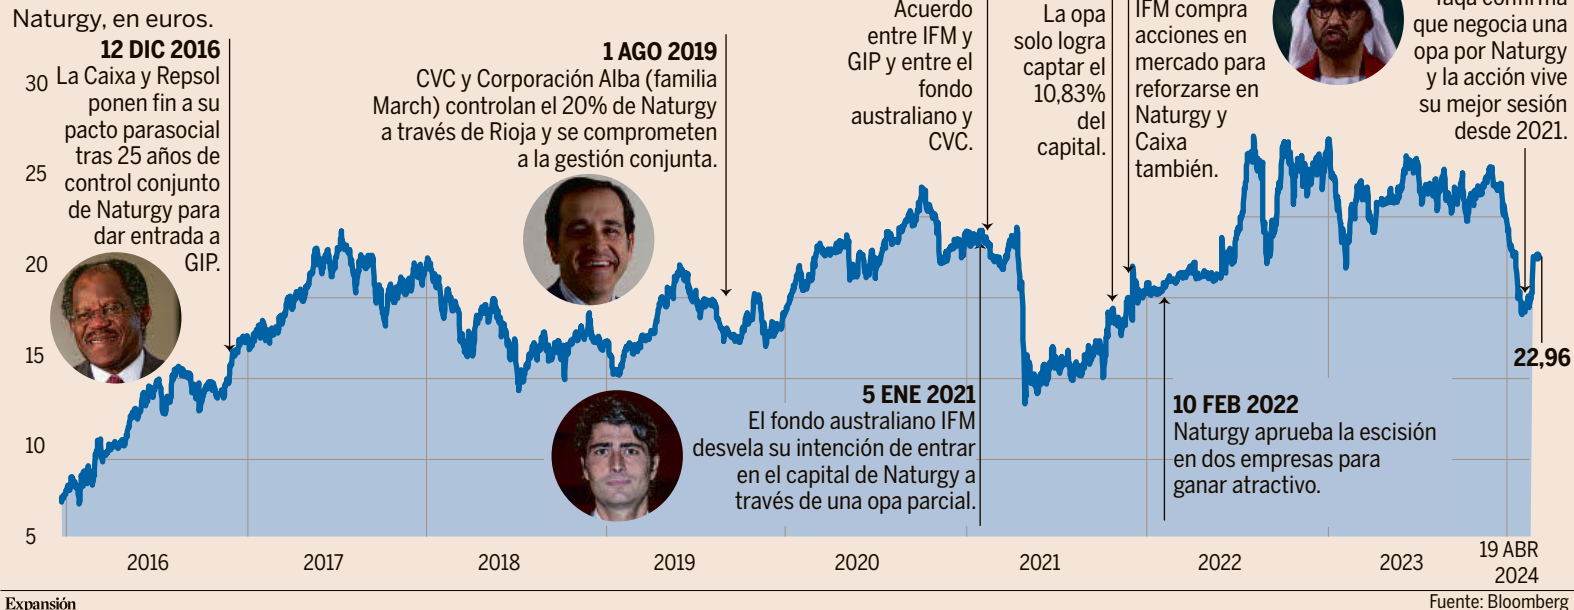 Naturgy, en euros.
12 DIC 2016
La Caixa y Repsol
ponen fin a su
pacto parasocial
tras 25 años de
control conjunto
de Naturgy para
dar entrada a
GIP.
1 AGO 2019
CVC y Corporación Alba (familia
March) controlan el 20% de Naturgy
a través de Rioja y se comprometen
a la gestión conjunta.
Acuerdo
entre IFM y
GIP y entre el
fondo
australiano y
CVC.
La opa
solo logra
captar el
10,83%
del
capital.
IFM compra
acciones en
mercado para
reforzarse en
Naturgy y
Caixa
también.
Taqa confirma
que negocia una
opa por Naturgy
y la acción vive
su mejor sesión
desde 2021.
30
25
20
15
10
5
22,96
5 ENE 2021
El fondo australiano IFM
desvela su intención de entrar
en el capital de Naturgy a
través de una opa parcial.
10 FEB 2022
Naturgy aprueba la escisión
en dos empresas para
ganar atractivo.
2016
2017
2018
2019
2020
2021
2022
2023
19 ABR
2024
Expansión
Fuente: Bloomberg